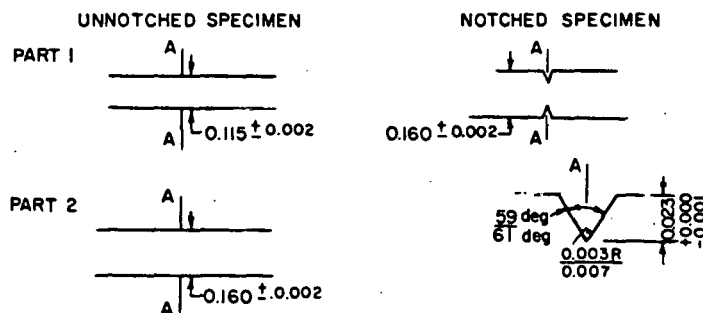 UNNOTCHED SPECIMEN
NOTCHED SPECIMEN
PART 1
A
A
0.115 ± 0.002
A
A
0.160 ± 0.002
PART 2
A
A
0.160 ± .0.002
A
59 deg
61 deg
0.003R
0.007
0.023
+0.000
-0.001